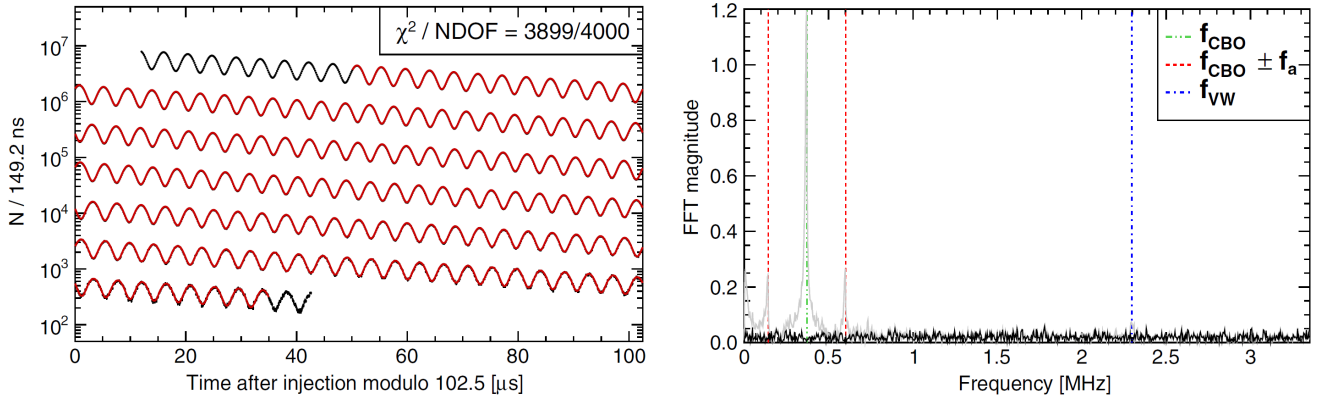 χ² / NDOF = 3899/4000
N / 149.2 ns
10⁷
10⁶
10⁵
10⁴
10³
10²
0 20 40 60 80 100
Time after injection modulo 102.5 [μs]
f_CBO
f_CBO ± f_a
f_VW
FFT magnitude
1.2
1.0
0.8
0.6
0.4
0.2
0.0
0 0.5 1 1.5 2 2.5 3
Frequency [MHz]